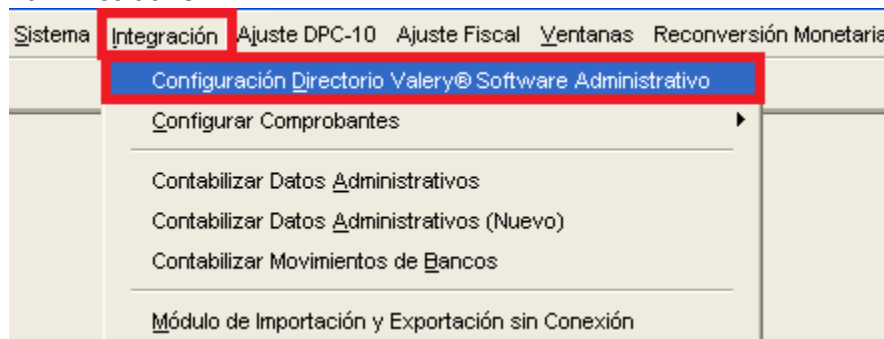 Sistema Integración Ajuste DPC-10 Ajuste Fiscal Ventanas Reconversión Monetaria
Configuración Directorio Valery® Software Administrativo
Configurar Comprobantes
Contabilizar Datos Administrativos
Contabilizar Datos Administrativos (Nuevo)
Contabilizar Movimientos de Bancos
Módulo de Importación y Exportación sin Conexión